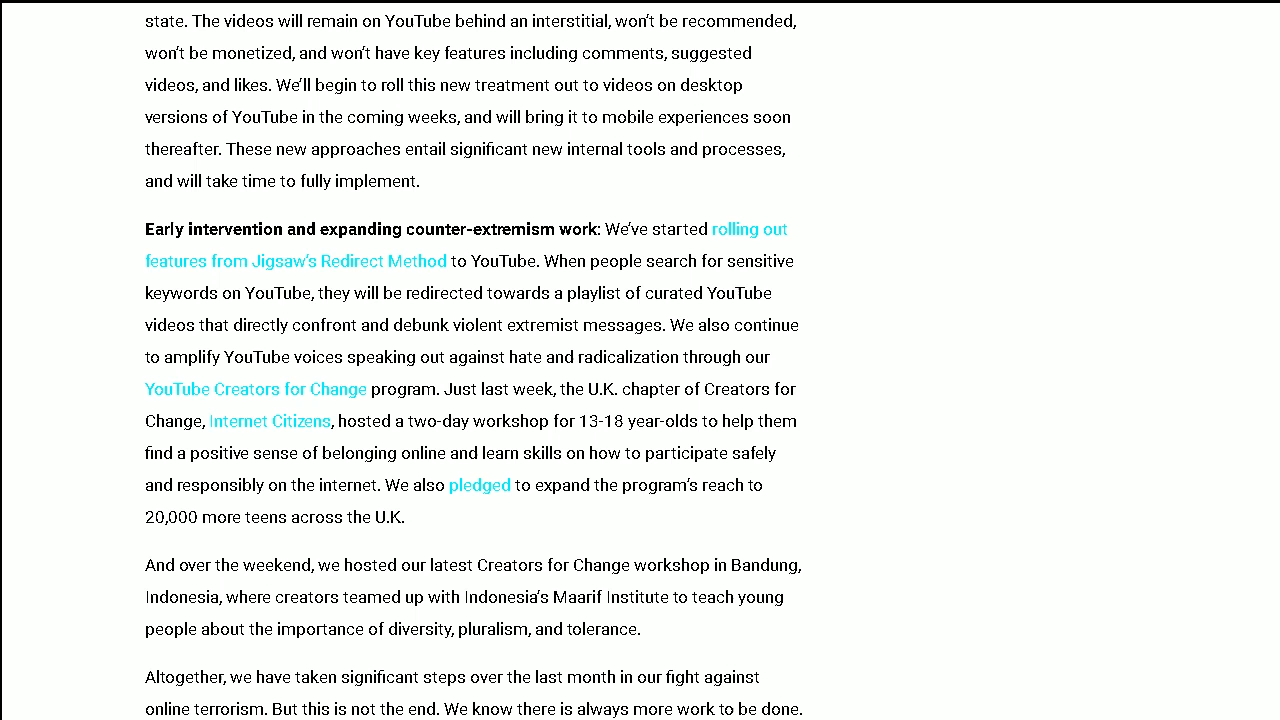 state. The videos will remain on YouTube behind an interstitial, won't be recommended,
won't be monetized, and won't have key features including comments, suggested
videos, and likes. We'll begin to roll this new treatment out to videos on desktop
versions of YouTube in the coming weeks, and will bring it to mobile experiences soon
thereafter. These new approaches entail significant new internal tools and processes,
and will take time to fully implement.
Early intervention and expanding counter-extremism work: We've started rolling out
features from Jigsaw's Redirect Method to YouTube. When people search for sensitive
keywords on YouTube, they will be redirected towards a playlist of curated YouTube
videos that directly confront and debunk violent extremist messages. We also continue
to amplify YouTube voices speaking out against hate and radicalization through our
YouTube Creators for Change program. Just last week, the U.K. chapter of Creators for
Change, Internet Citizens, hosted a two-day workshop for 13-18 year-olds to help them
find a positive sense of belonging online and learn skills on how to participate safely
and responsibly on the internet. We also pledged to expand the program's reach to
20,000 more teens across the U.K.
And over the weekend, we hosted our latest Creators for Change workshop in Bandung,
Indonesia, where creators teamed up with Indonesia's Maarif Institute to teach young
people about the importance of diversity, pluralism, and tolerance.
Altogether, we have taken significant steps over the last month in our fight against
online terrorism. But this is not the end. We know there is always more work to be done.